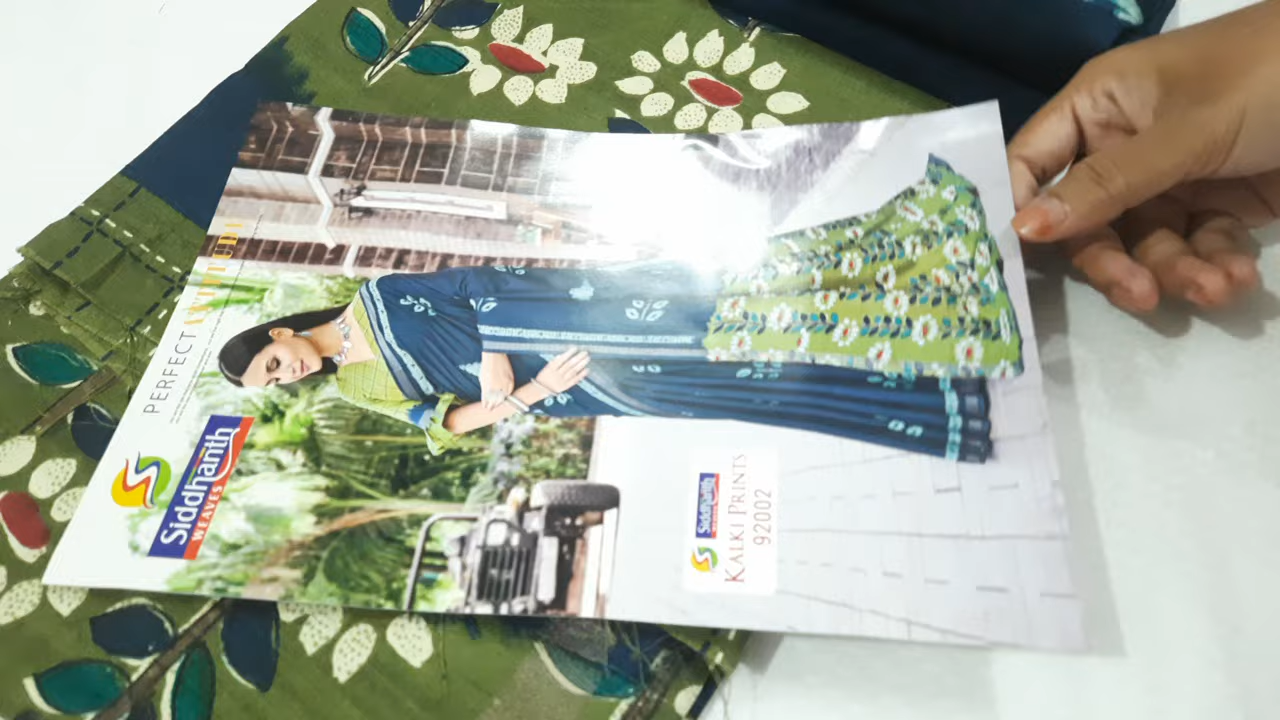 PERFECT
Siddhanth
WEAVES
Siddhanth
KALKI PRINTS
92002